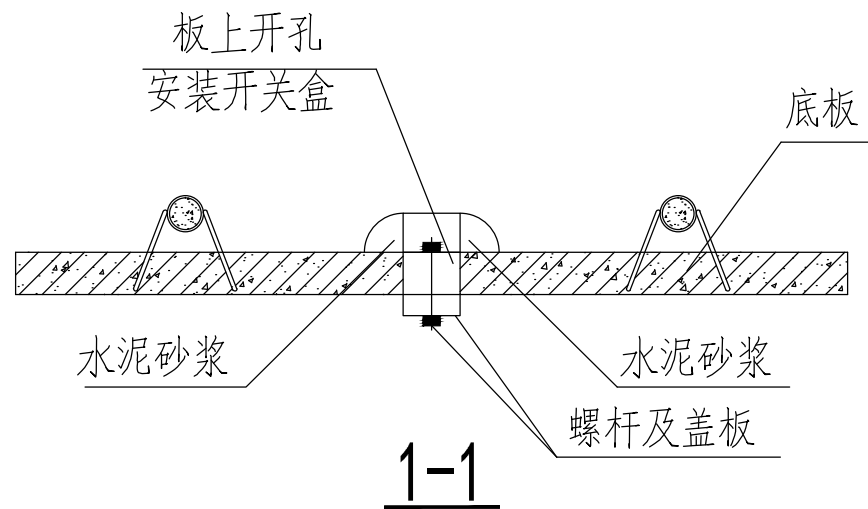 板上开孔
安装开关盒
底板
水泥砂浆
水泥砂浆
螺杆及盖板
1-1